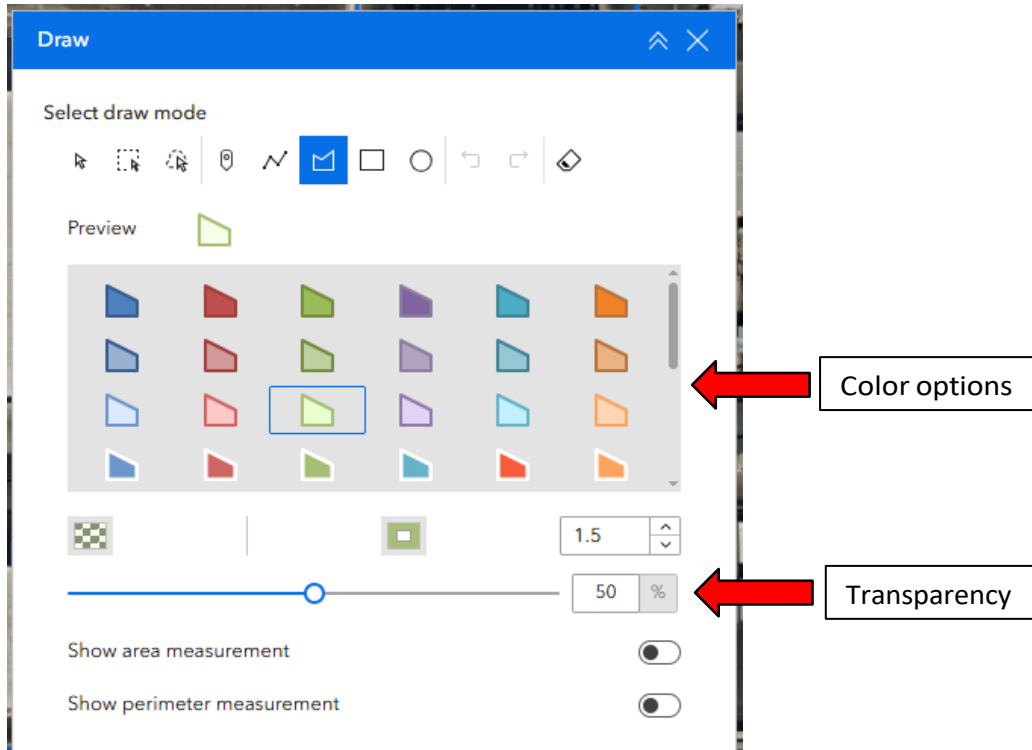 Draw
Select draw mode
Preview
Color options
1.5
50 %
Transparency
Show area measurement
Show perimeter measurement